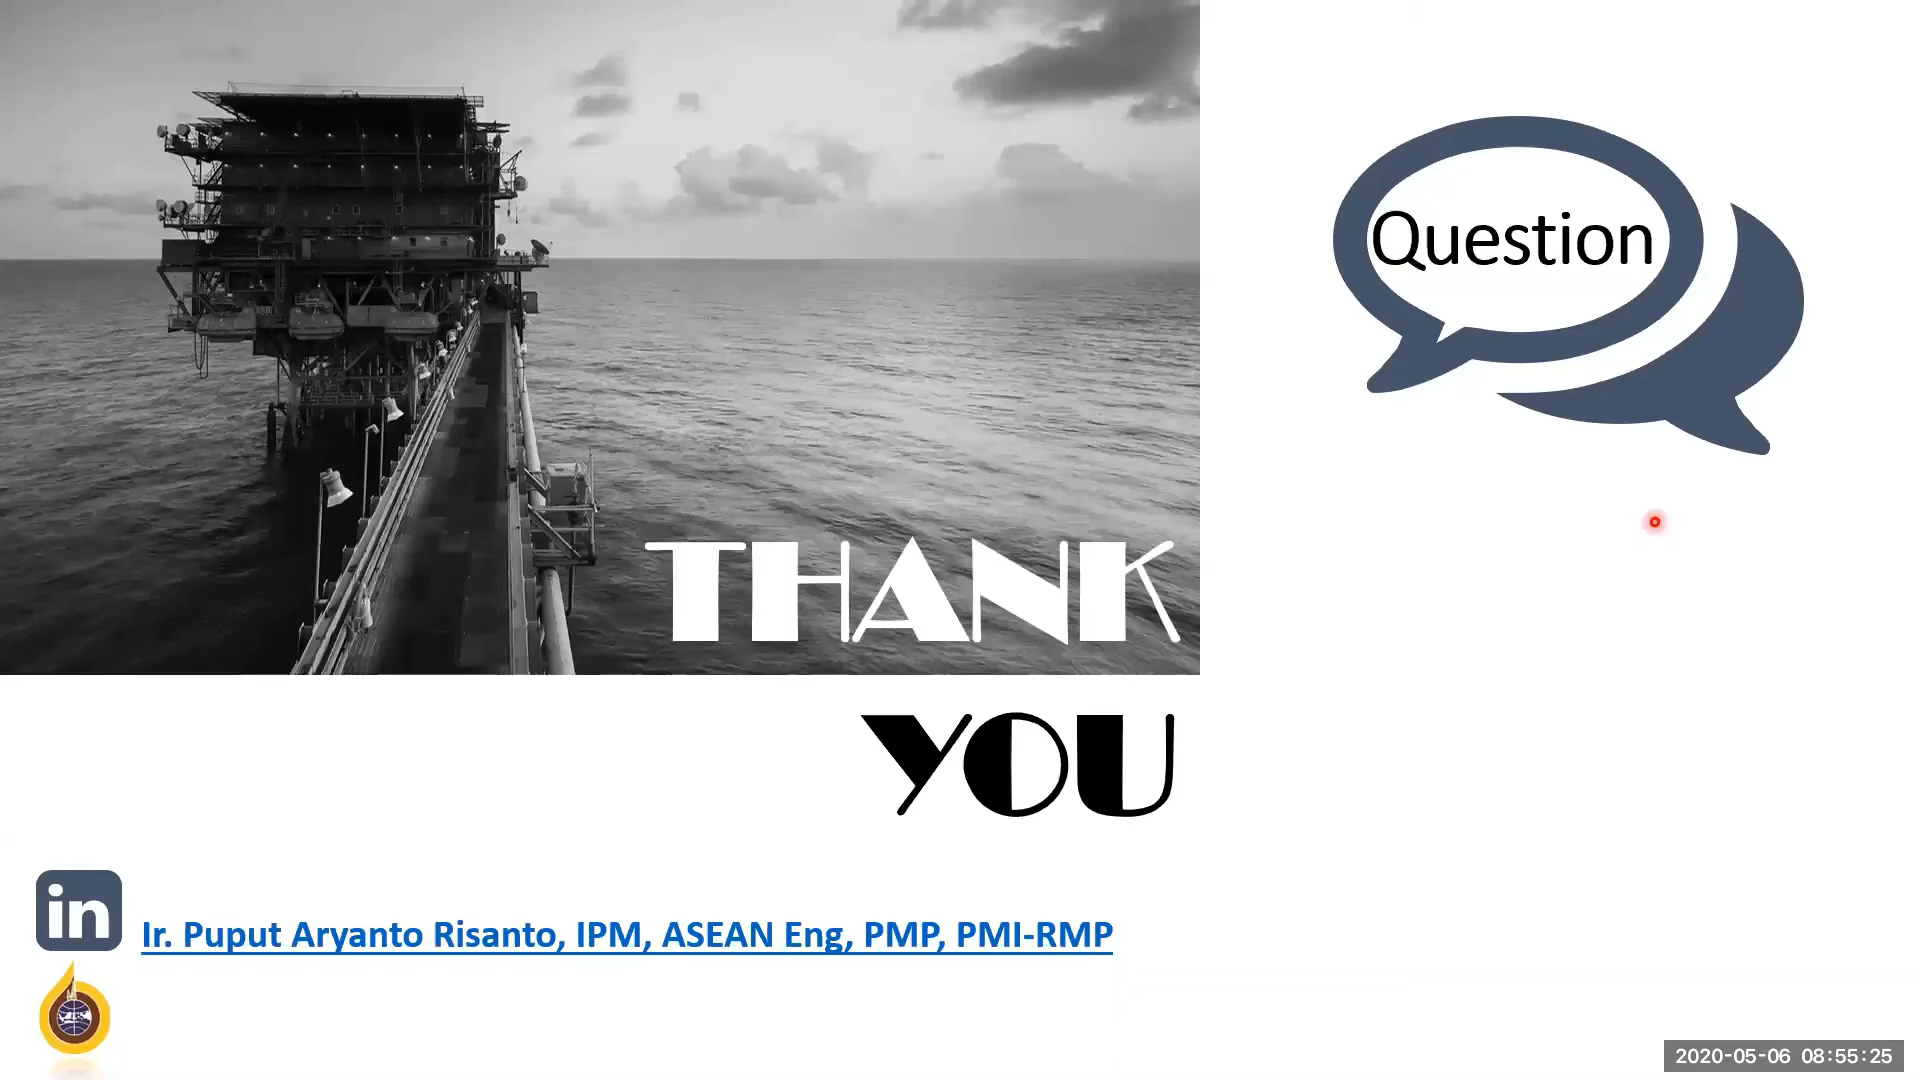 Question
THANK
YOU
in
Ir. Puput Aryanto Risanto, IPM, ASEAN Eng, PMP, PMI-RMP
2020-05-06 08:55:25